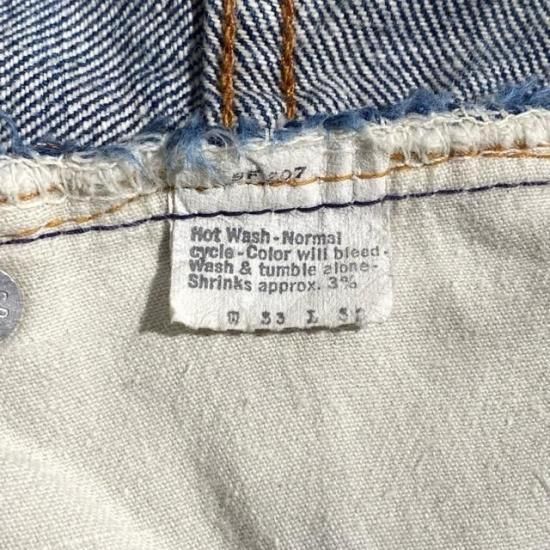 Hot Wash-Normal
cycle-Color will bleed-
Wash & tumble alone-
Shrinks approx. 3%
W 33 L